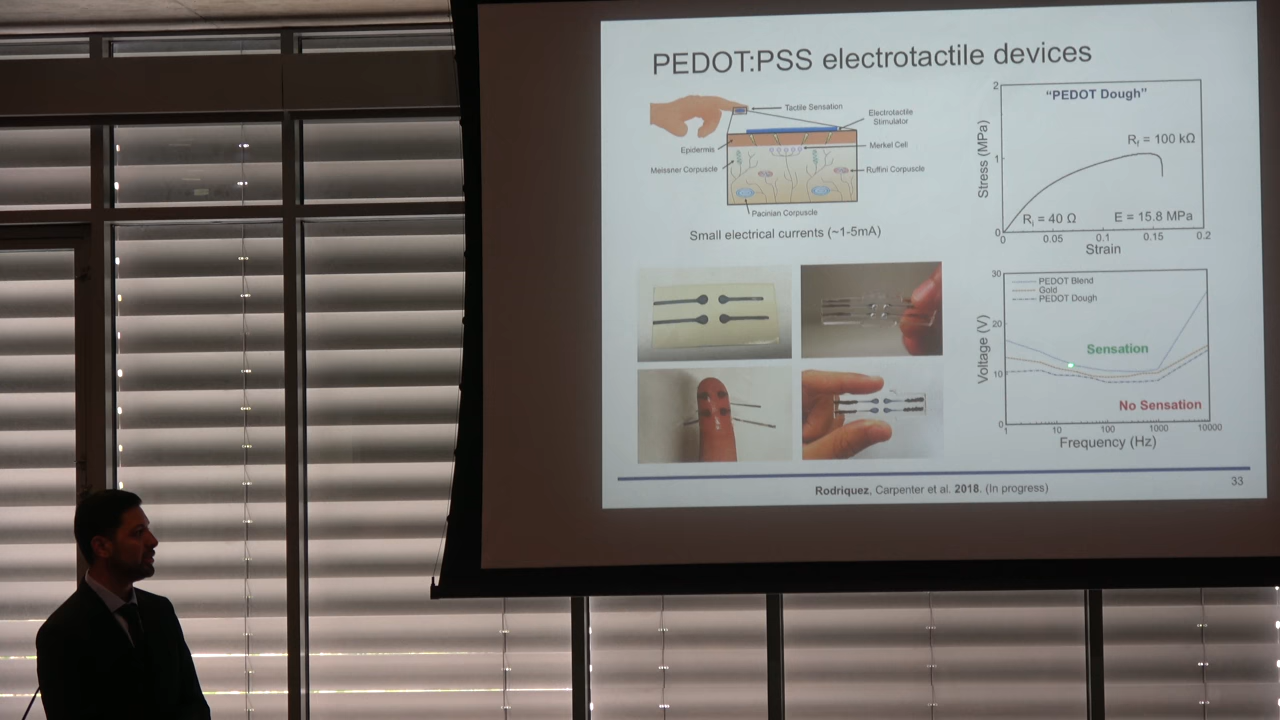 PEDOT:PSS electrotactile devices
Tactile Sensation
Electrotactile
Stimulator
Epidermis
Merkel Cell
Meissner Corpuscle
Ruffini Corpuscle
Pacinian Corpuscle
Small electrical currents (~1-5mA)
"PEDOT Dough"
Stress (MPa)
2
1
0
Rf = 100 kΩ
Ri = 40 Ω
E = 15.8 MPa
0 0.05 0.1 0.15 0.2
Strain
Voltage (V)
30
20
10
0
PEDOT Blend
Gold
PEDOT Dough
Sensation
No Sensation
1 10 100 1000 10000
Frequency (Hz)
Rodriquez, Carpenter et al. 2018. (In progress)
33